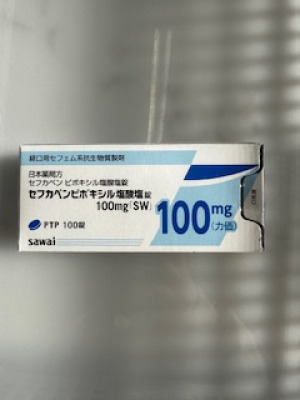 経口用セフェム系抗生物質製剤
日本薬局方
セフカペン ピボキシル塩酸塩錠
セフカペンピボキシル塩酸塩錠
100mg「SW」
100mg
(力価)
PTP 100錠
sawai